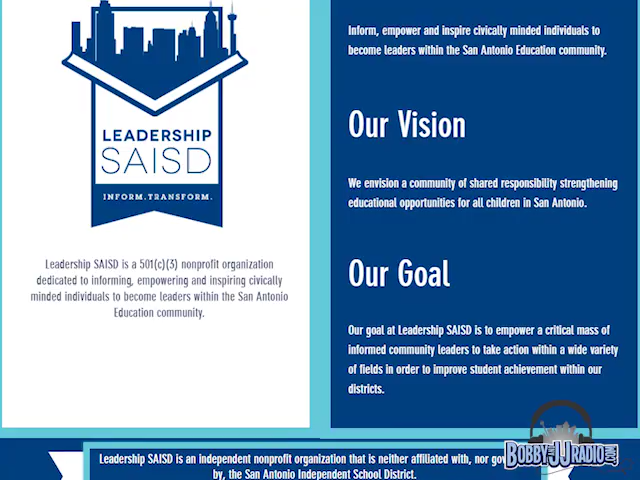 LEADERSHIP
SAISD
INFORM.TRANSFORM.
Leadership SAISD is a 501(c)(3) nonprofit organization
dedicated to informing, empowering and inspiring civically
minded individuals to become leaders within the San Antonio
Education community.
Inform, empower and inspire civically minded individuals to
become leaders within the San Antonio Education community.
Our Vision
We envision a community of shared responsibility strengthening
educational opportunities for all children in San Antonio.
Our Goal
Our goal at Leadership SAISD is to empower a critical mass of
informed community leaders to take action within a wide variety
of fields in order to improve student achievement within our
districts.
Leadership SAISD is an independent nonprofit organization that is neither affiliated with, nor
by, the San Antonio Independent School District.
BOBBYANDJJRADIO.COM